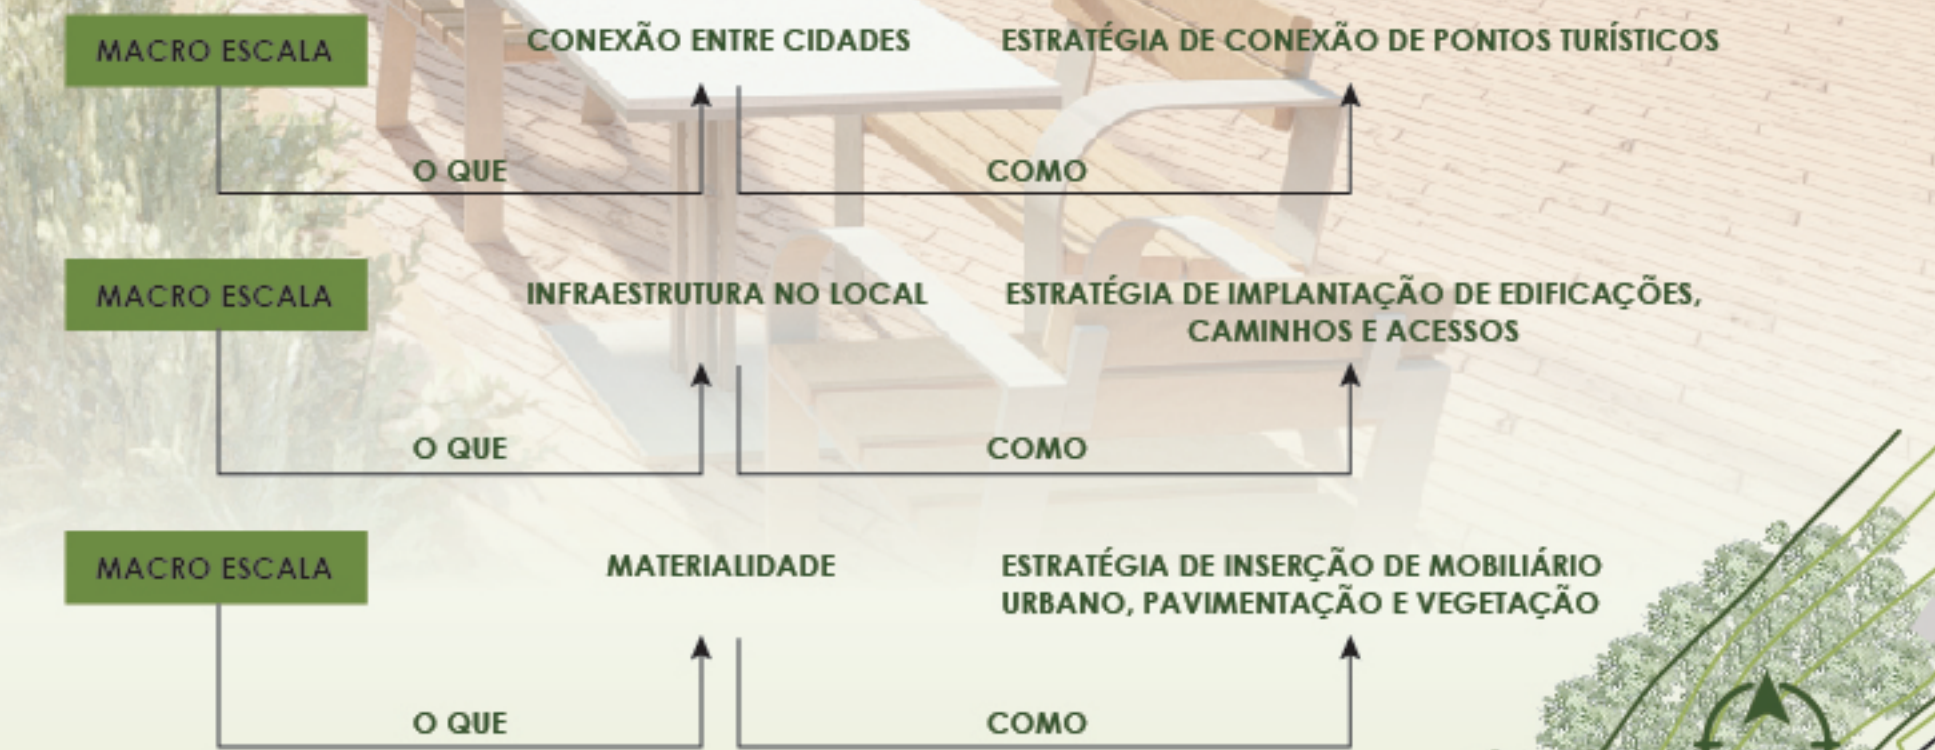 MACRO ESCALA
CONEXÃO ENTRE CIDADES
ESTRATÉGIA DE CONEXÃO DE PONTOS TURÍSTICOS
O QUE
COMO
MACRO ESCALA
INFRAESTRUTURA NO LOCAL
ESTRATÉGIA DE IMPLANTAÇÃO DE EDIFICAÇÕES,
CAMINHOS E ACESSOS
O QUE
COMO
MACRO ESCALA
MATERIALIDADE
ESTRATÉGIA DE INSERÇÃO DE MOBILIÁRIO
URBANO, PAVIMENTAÇÃO E VEGETAÇÃO
O QUE
COMO